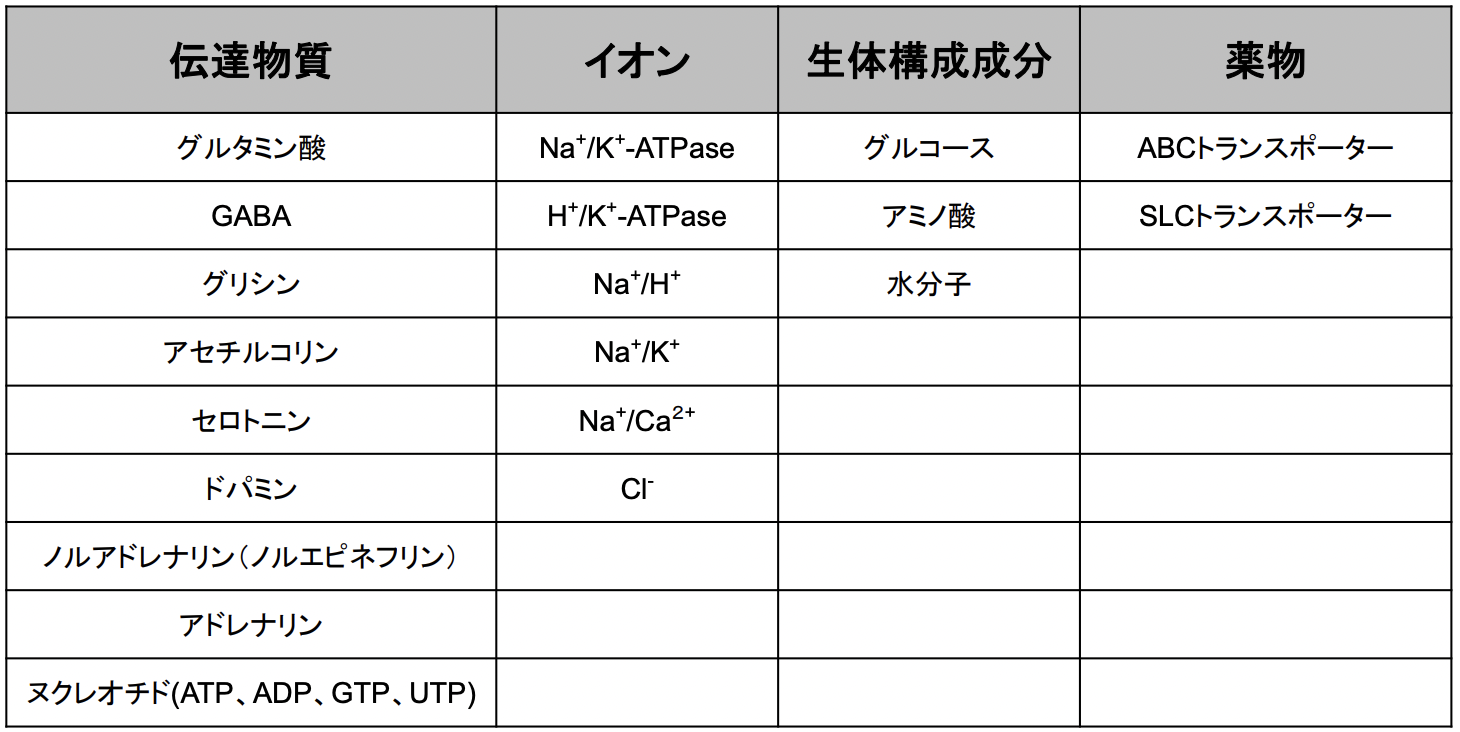 伝達物質 イオン 生体構成成分 薬物
グルタミン酸 Na⁺/K⁺-ATPase グルコース ABCトランスポーター
GABA H⁺/K⁺-ATPase アミノ酸 SLCトランスポーター
グリシン Na⁺/H⁺ 水分子
アセチルコリン Na⁺/K⁺
セロトニン Na⁺/Ca²⁺
ドパミン Cl⁻
ノルアドレナリン（ノルエピネフリン）
アドレナリン
ヌクレオチド(ATP、ADP、GTP、UTP)